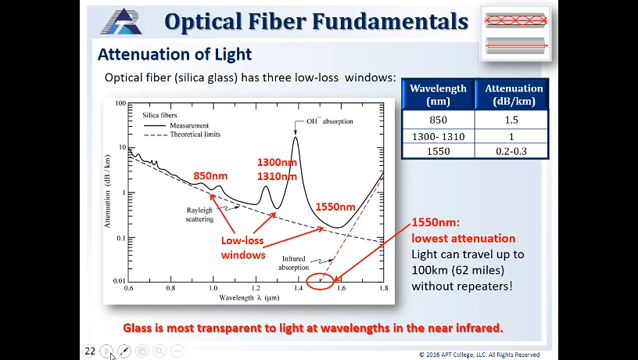 Optical Fiber Fundamentals
Attenuation of Light
Optical fiber (silica glass) has three low-loss windows:
Wavelength (nm) Attenuation (dB/km)
850 1.5
1300- 1310 1
1550 0.2-0.3
100
10
1
0.1
0.01
Attenuation (dB / km)
Silica fibers
Measurement
Theoretical limits
OH⁻ absorption
850nm
1300nm
1310nm
1550nm
Rayleigh
scattering
Low-loss
windows
Infrared
absorption
0.6 0.8 1.0 1.2 1.4 1.6 1.8
Wavelength λ (μm)
1550nm:
lowest attenuation
Light can travel up to
100km (62 miles)
without repeaters!
Glass is most transparent to light at wavelengths in the near infrared.
22
© 2016 APT College, LLC. All Rights Reserved.